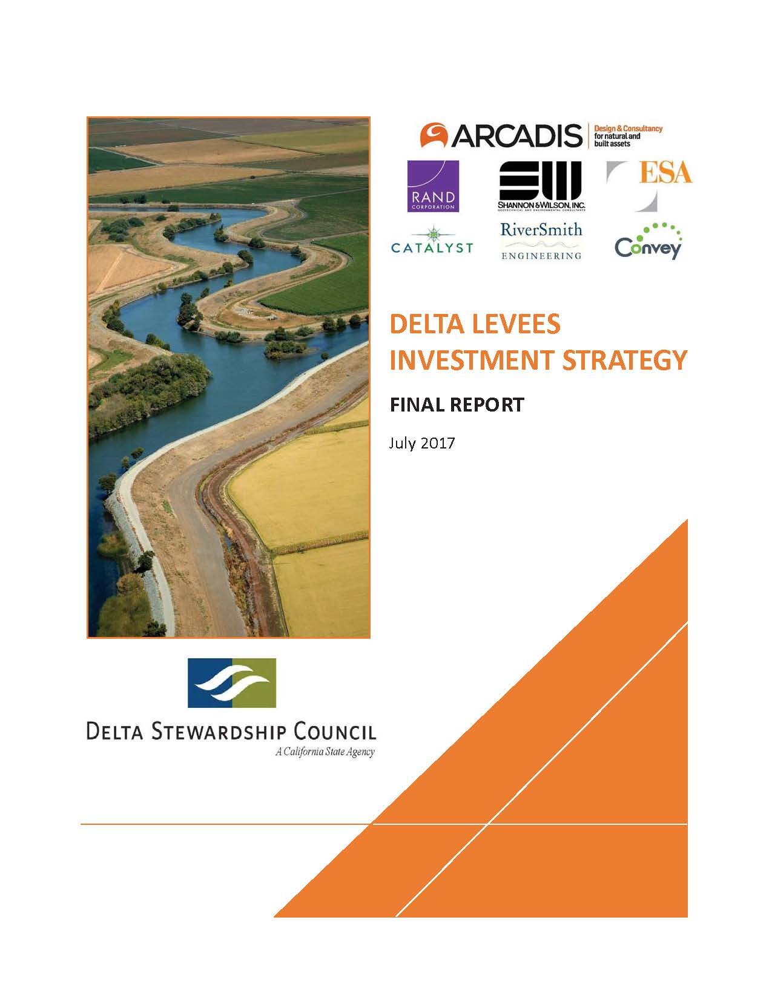 ARCADIS
Design & Consultancy
for natural and
built assets
RAND
CORPORATION
SHANNON & WILSON, INC.
GEOTECHNICAL AND ENVIRONMENTAL CONSULTANTS
ESA
CATALYST
RiverSmith
ENGINEERING
Convey
DELTA LEVEES
INVESTMENT STRATEGY
FINAL REPORT
July 2017
DELTA STEWARDSHIP COUNCIL
A California State Agency